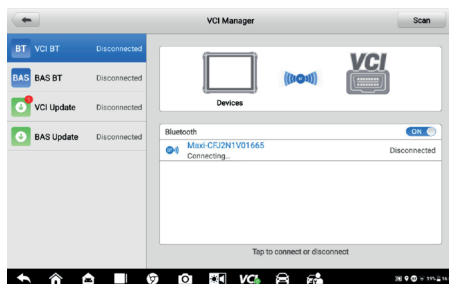 VCI Manager
Scan
BT VCI BT Disconnected
BAS BAS BT Disconnected
VCI Update Disconnected
BAS Update Disconnected
VCI
Devices
Bluetooth ON
Maxi-CFJ2N1V01665
Connecting... Disconnected
Tap to connect or disconnect
VCI